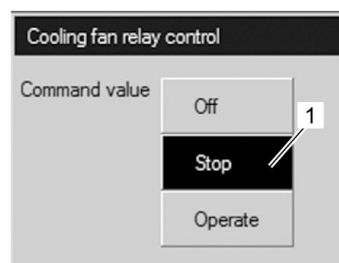 Cooling fan relay control
Command value
Off
1
Stop
Operate